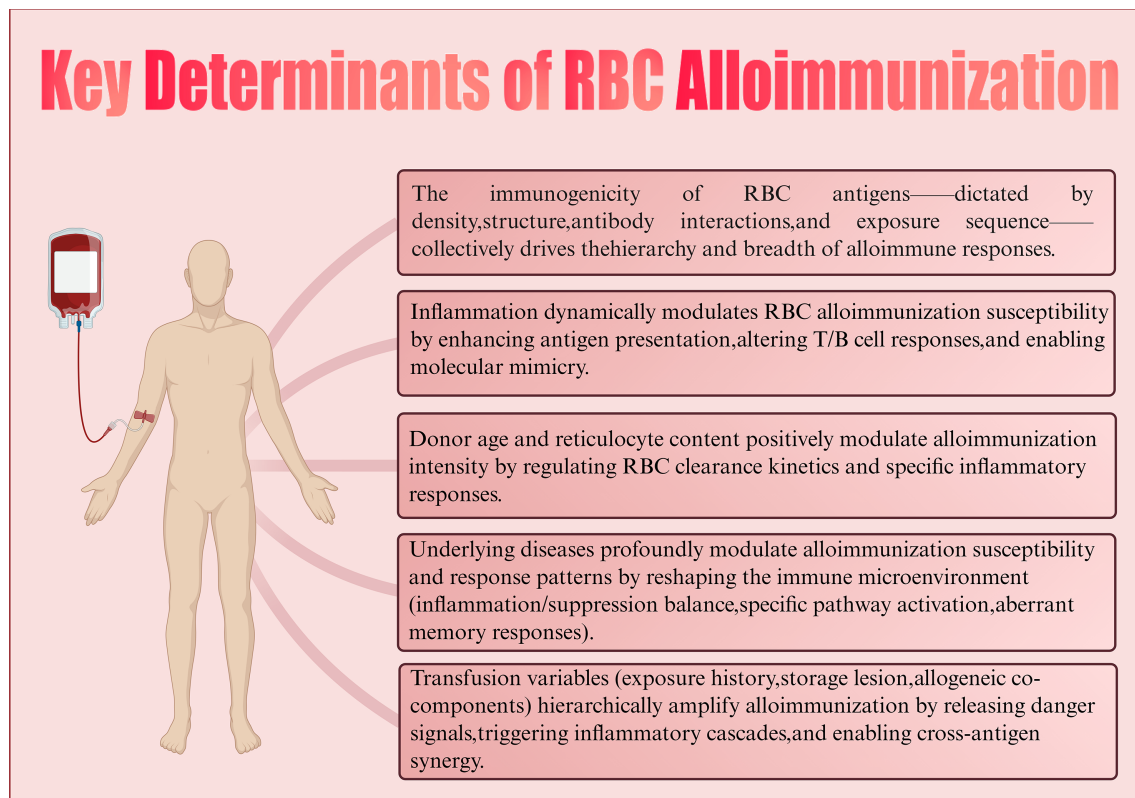 Key Determinants of RBC Alloimmunization
The immunogenicity of RBC antigens——dictated by
density,structure,antibody interactions,and exposure sequence——
collectively drives thehierarchy and breadth of alloimmune responses.
Inflammation dynamically modulates RBC alloimmunization susceptibility
by enhancing antigen presentation,altering T/B cell responses,and enabling
molecular mimicry.
Donor age and reticulocyte content positively modulate alloimmunization
intensity by regulating RBC clearance kinetics and specific inflammatory
responses.
Underlying diseases profoundly modulate alloimmunization susceptibility
and response patterns by reshaping the immune microenvironment
(inflammation/suppression balance,specific pathway activation,aberrant
memory responses).
Transfusion variables (exposure history,storage lesion,allogeneic co-
components) hierarchically amplify alloimmunization by releasing danger
signals,triggering inflammatory cascades,and enabling cross-antigen
synergy.